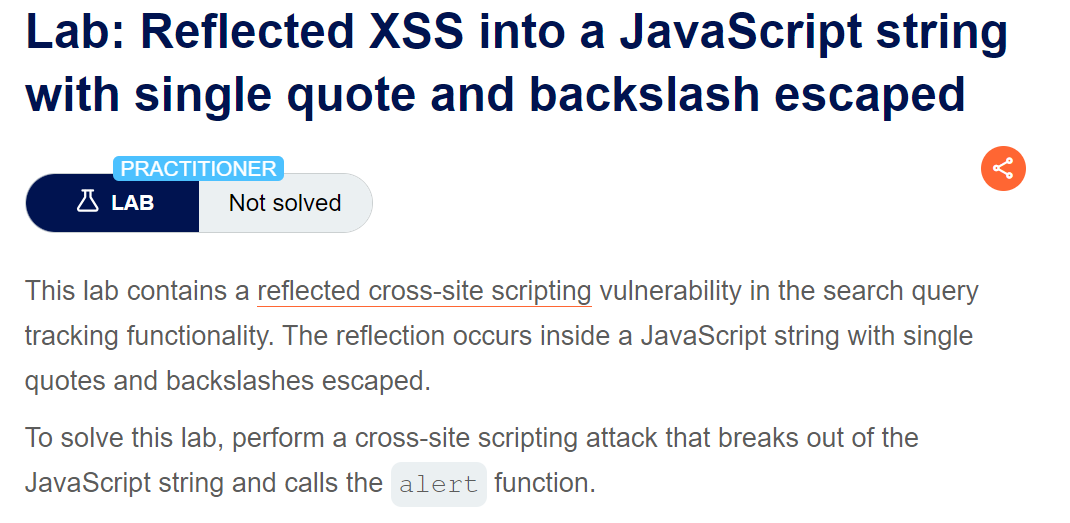 Lab: Reflected XSS into a JavaScript string
with single quote and backslash escaped
PRACTITIONER
LAB
Not solved
This lab contains a reflected cross-site scripting vulnerability in the search query
tracking functionality. The reflection occurs inside a JavaScript string with single
quotes and backslashes escaped.
To solve this lab, perform a cross-site scripting attack that breaks out of the
JavaScript string and calls the alert function.